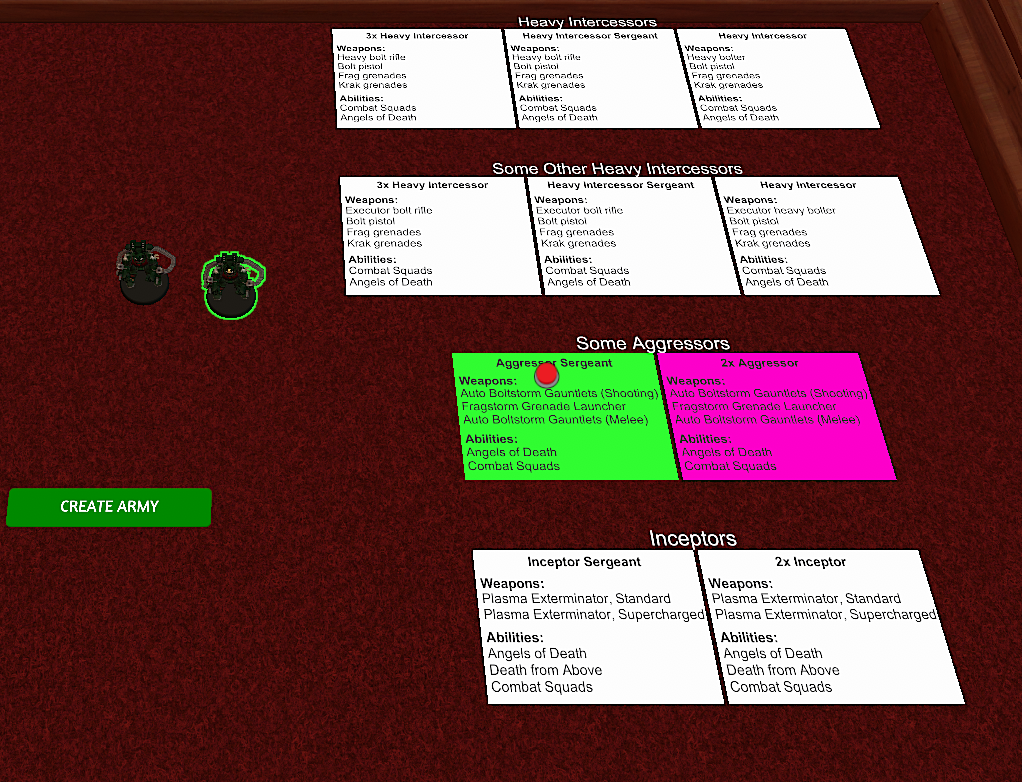 Heavy Intercessors
3x Heavy Intercessor
Weapons:
Heavy bolt rifle
Bolt pistol
Frag grenades
Krak grenades
Abilities:
Combat Squads
Angels of Death
Heavy Intercessor Sergeant
Weapons:
Heavy bolt rifle
Bolt pistol
Frag grenades
Krak grenades
Abilities:
Combat Squads
Angels of Death
Heavy Intercessor
Weapons:
Heavy bolter
Bolt pistol
Frag grenades
Krak grenades
Abilities:
Combat Squads
Angels of Death
Some Other Heavy Intercessors
3x Heavy Intercessor
Weapons:
Executor bolt rifle
Bolt pistol
Frag grenades
Krak grenades
Abilities:
Combat Squads
Angels of Death
Heavy Intercessor Sergeant
Weapons:
Executor bolt rifle
Bolt pistol
Frag grenades
Krak grenades
Abilities:
Combat Squads
Angels of Death
Heavy Intercessor
Weapons:
Executor heavy bolter
Bolt pistol
Frag grenades
Krak grenades
Abilities:
Combat Squads
Angels of Death
Some Aggressors
Aggressor Sergeant
Weapons:
Auto Boltstorm Gauntlets (Shooting)
Fragstorm Grenade Launcher
Auto Boltstorm Gauntlets (Melee)
Abilities:
Angels of Death
Combat Squads
2x Aggressor
Weapons:
Auto Boltstorm Gauntlets (Shooting)
Fragstorm Grenade Launcher
Auto Boltstorm Gauntlets (Melee)
Abilities:
Angels of Death
Combat Squads
CREATE ARMY
Inceptors
Inceptor Sergeant
Weapons:
Plasma Exterminator, Standard
Plasma Exterminator, Supercharged
Abilities:
Angels of Death
Death from Above
Combat Squads
2x Inceptor
Weapons:
Plasma Exterminator, Standard
Plasma Exterminator, Supercharged
Abilities:
Angels of Death
Death from Above
Combat Squads